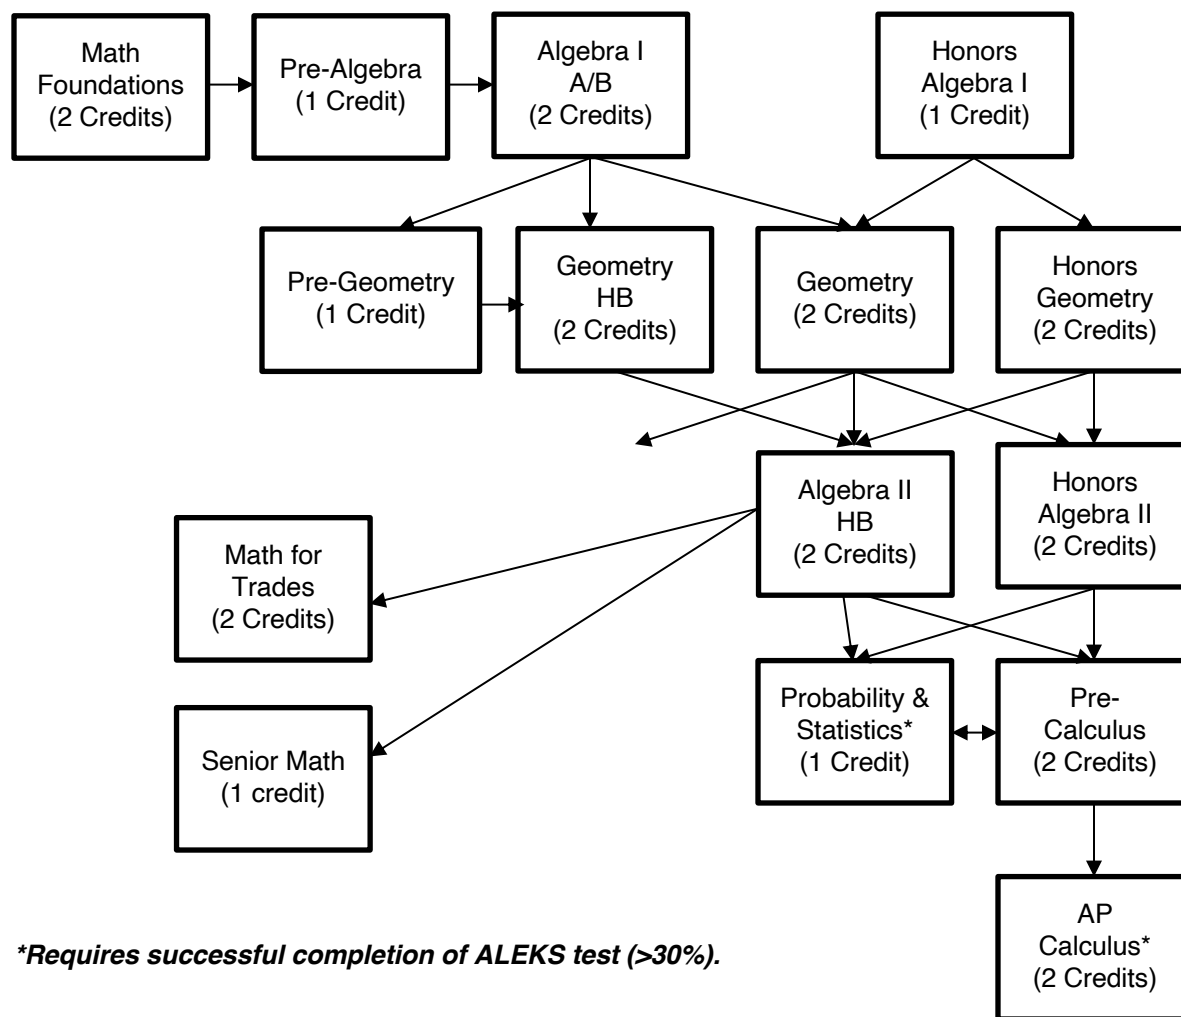 Math
Foundations
(2 Credits)
Pre-Algebra
(1 Credit)
Algebra I
A/B
(2 Credits)
Honors
Algebra I
(1 Credit)
Pre-Geometry
(1 Credit)
Geometry
HB
(2 Credits)
Geometry
(2 Credits)
Honors
Geometry
(2 Credits)
Algebra II
HB
(2 Credits)
Honors
Algebra II
(2 Credits)
Math for
Trades
(2 Credits)
Probability &
Statistics*
(1 Credit)
Pre-
Calculus
(2 Credits)
Senior Math
(1 credit)
AP
Calculus*
(2 Credits)
*Requires successful completion of ALEKS test (>30%).